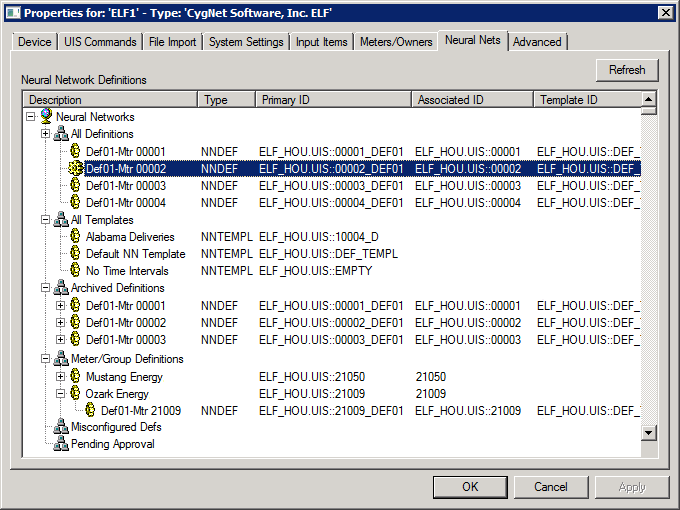 Properties for: 'ELF1' - Type: 'CygNet Software, Inc. ELF'
Device UIS Commands File Import System Settings Input Items Meters/Owners Neural Nets Advanced
Refresh
Neural Network Definitions
Description Type Primary ID Associated ID Template ID
Neural Networks
All Definitions
Def01-Mtr 00001 NNDEF ELF_HOU.UIS::00001_DEF01 ELF_HOU.UIS::00001 ELF_HOU.UIS::DEF_
Def01-Mtr 00002 NNDEF ELF_HOU.UIS::00002_DEF01 ELF_HOU.UIS::00002 ELF_HOU.UIS::DEF_
Def01-Mtr 00003 NNDEF ELF_HOU.UIS::00003_DEF01 ELF_HOU.UIS::00003 ELF_HOU.UIS::DEF_
Def01-Mtr 00004 NNDEF ELF_HOU.UIS::00004_DEF01 ELF_HOU.UIS::00004 ELF_HOU.UIS::DEF_
All Templates
Alabama Deliveries NNTEMPL ELF_HOU.UIS::10004_D
Default NN Template NNTEMPL ELF_HOU.UIS::DEF_TEMPL
No Time Intervals NNTEMPL ELF_HOU.UIS::EMPTY
Archived Definitions
Def01-Mtr 00001 NNDEF ELF_HOU.UIS::00001_DEF01 ELF_HOU.UIS::00001 ELF_HOU.UIS::DEF_
Def01-Mtr 00002 NNDEF ELF_HOU.UIS::00002_DEF01 ELF_HOU.UIS::00002 ELF_HOU.UIS::DEF_
Def01-Mtr 00003 NNDEF ELF_HOU.UIS::00003_DEF01 ELF_HOU.UIS::00003 ELF_HOU.UIS::DEF_
Meter/Group Definitions
Mustang Energy ELF_HOU.UIS::21050 21050
Ozark Energy ELF_HOU.UIS::21009 21009
Def01-Mtr 21009 NNDEF ELF_HOU.UIS::21009_DEF01 ELF_HOU.UIS::21009 ELF_HOU.UIS::DEF_
Misconfigured Defs
Pending Approval
OK Cancel Apply